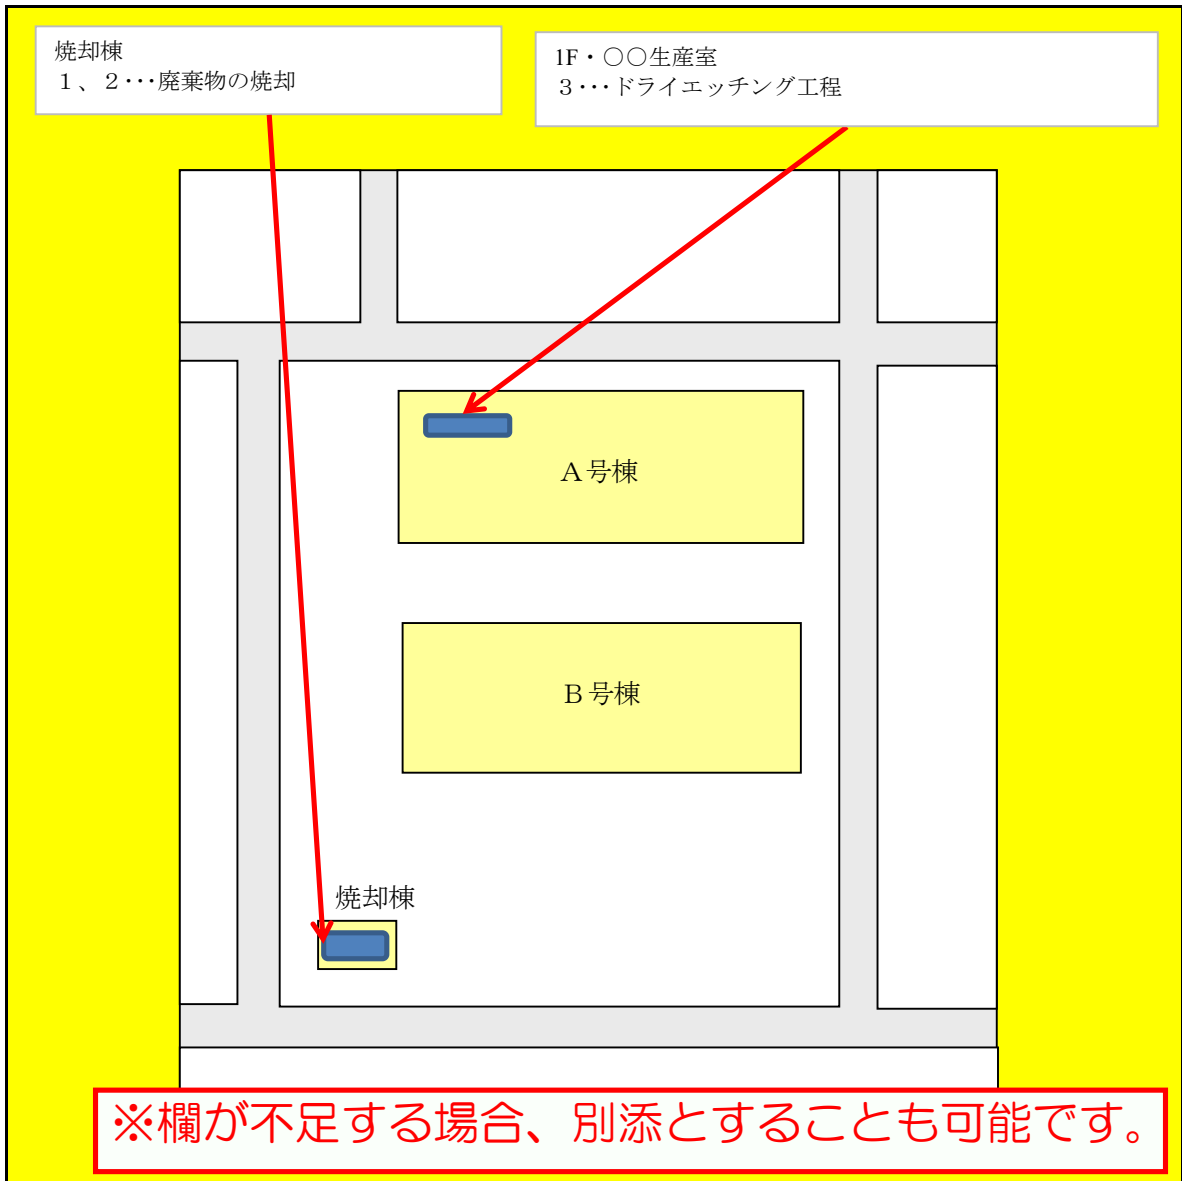 焼却棟
１、２･･･廃棄物の焼却
1F・○○生産室
３･･･ドライエッチング工程
Ａ号棟
Ｂ号棟
焼却棟
※欄が不足する場合、別添とすることも可能です。